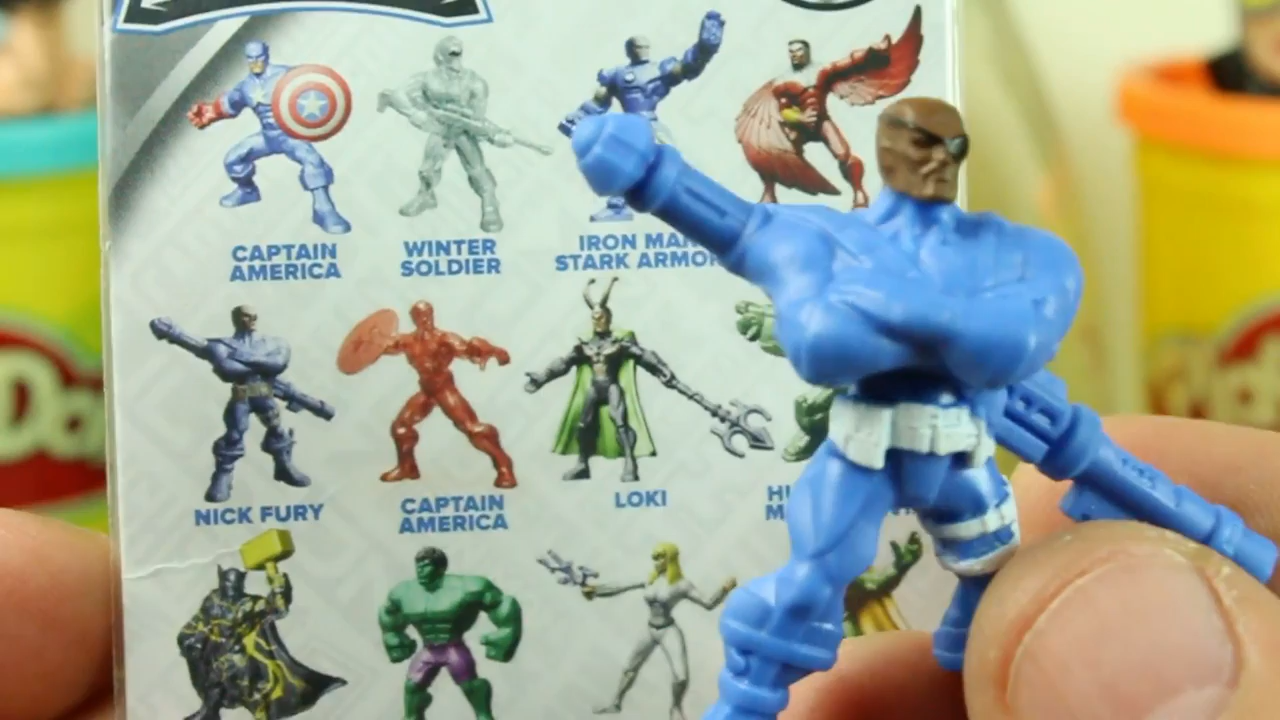 CAPTAIN
AMERICA
WINTER
SOLDIER
IRON MAN
STARK ARMOR
NICK FURY
CAPTAIN
AMERICA
LOKI